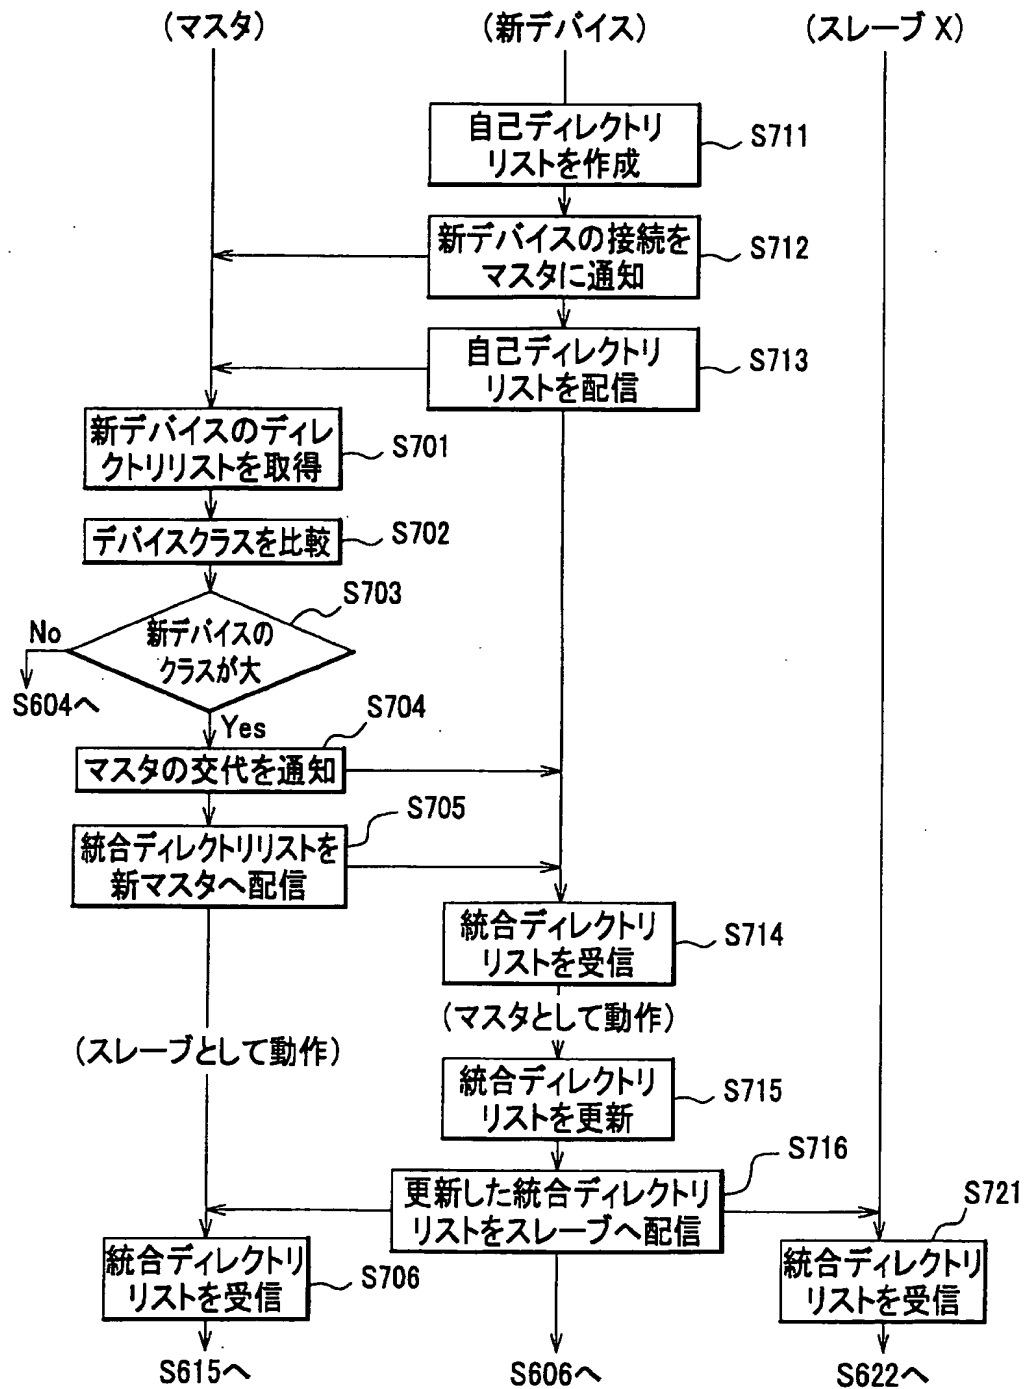 (マスタ)
(新デバイス)
(スレーブ X)
自己ディレクトリ
リストを作成
S711
新デバイスの接続を
マスタに通知
S712
自己ディレクトリ
リストを配信
S713
新デバイスのディレ
クトリリストを取得
S701
デバイスクラスを比較
S702
S703
新デバイスの
クラスが大
No
S604へ
Yes
S704
マスタの交代を通知
S705
統合ディレクトリリストを
新マスタへ配信
統合ディレクトリ
リストを受信
S714
(マスタとして動作)
(スレーブとして動作)
統合ディレクトリ
リストを更新
S715
S716
更新した統合ディレクトリ
リストをスレーブへ配信
S721
統合ディレクトリ
リストを受信
S706
統合ディレクトリ
リストを受信
S615へ
S606へ
S622へ